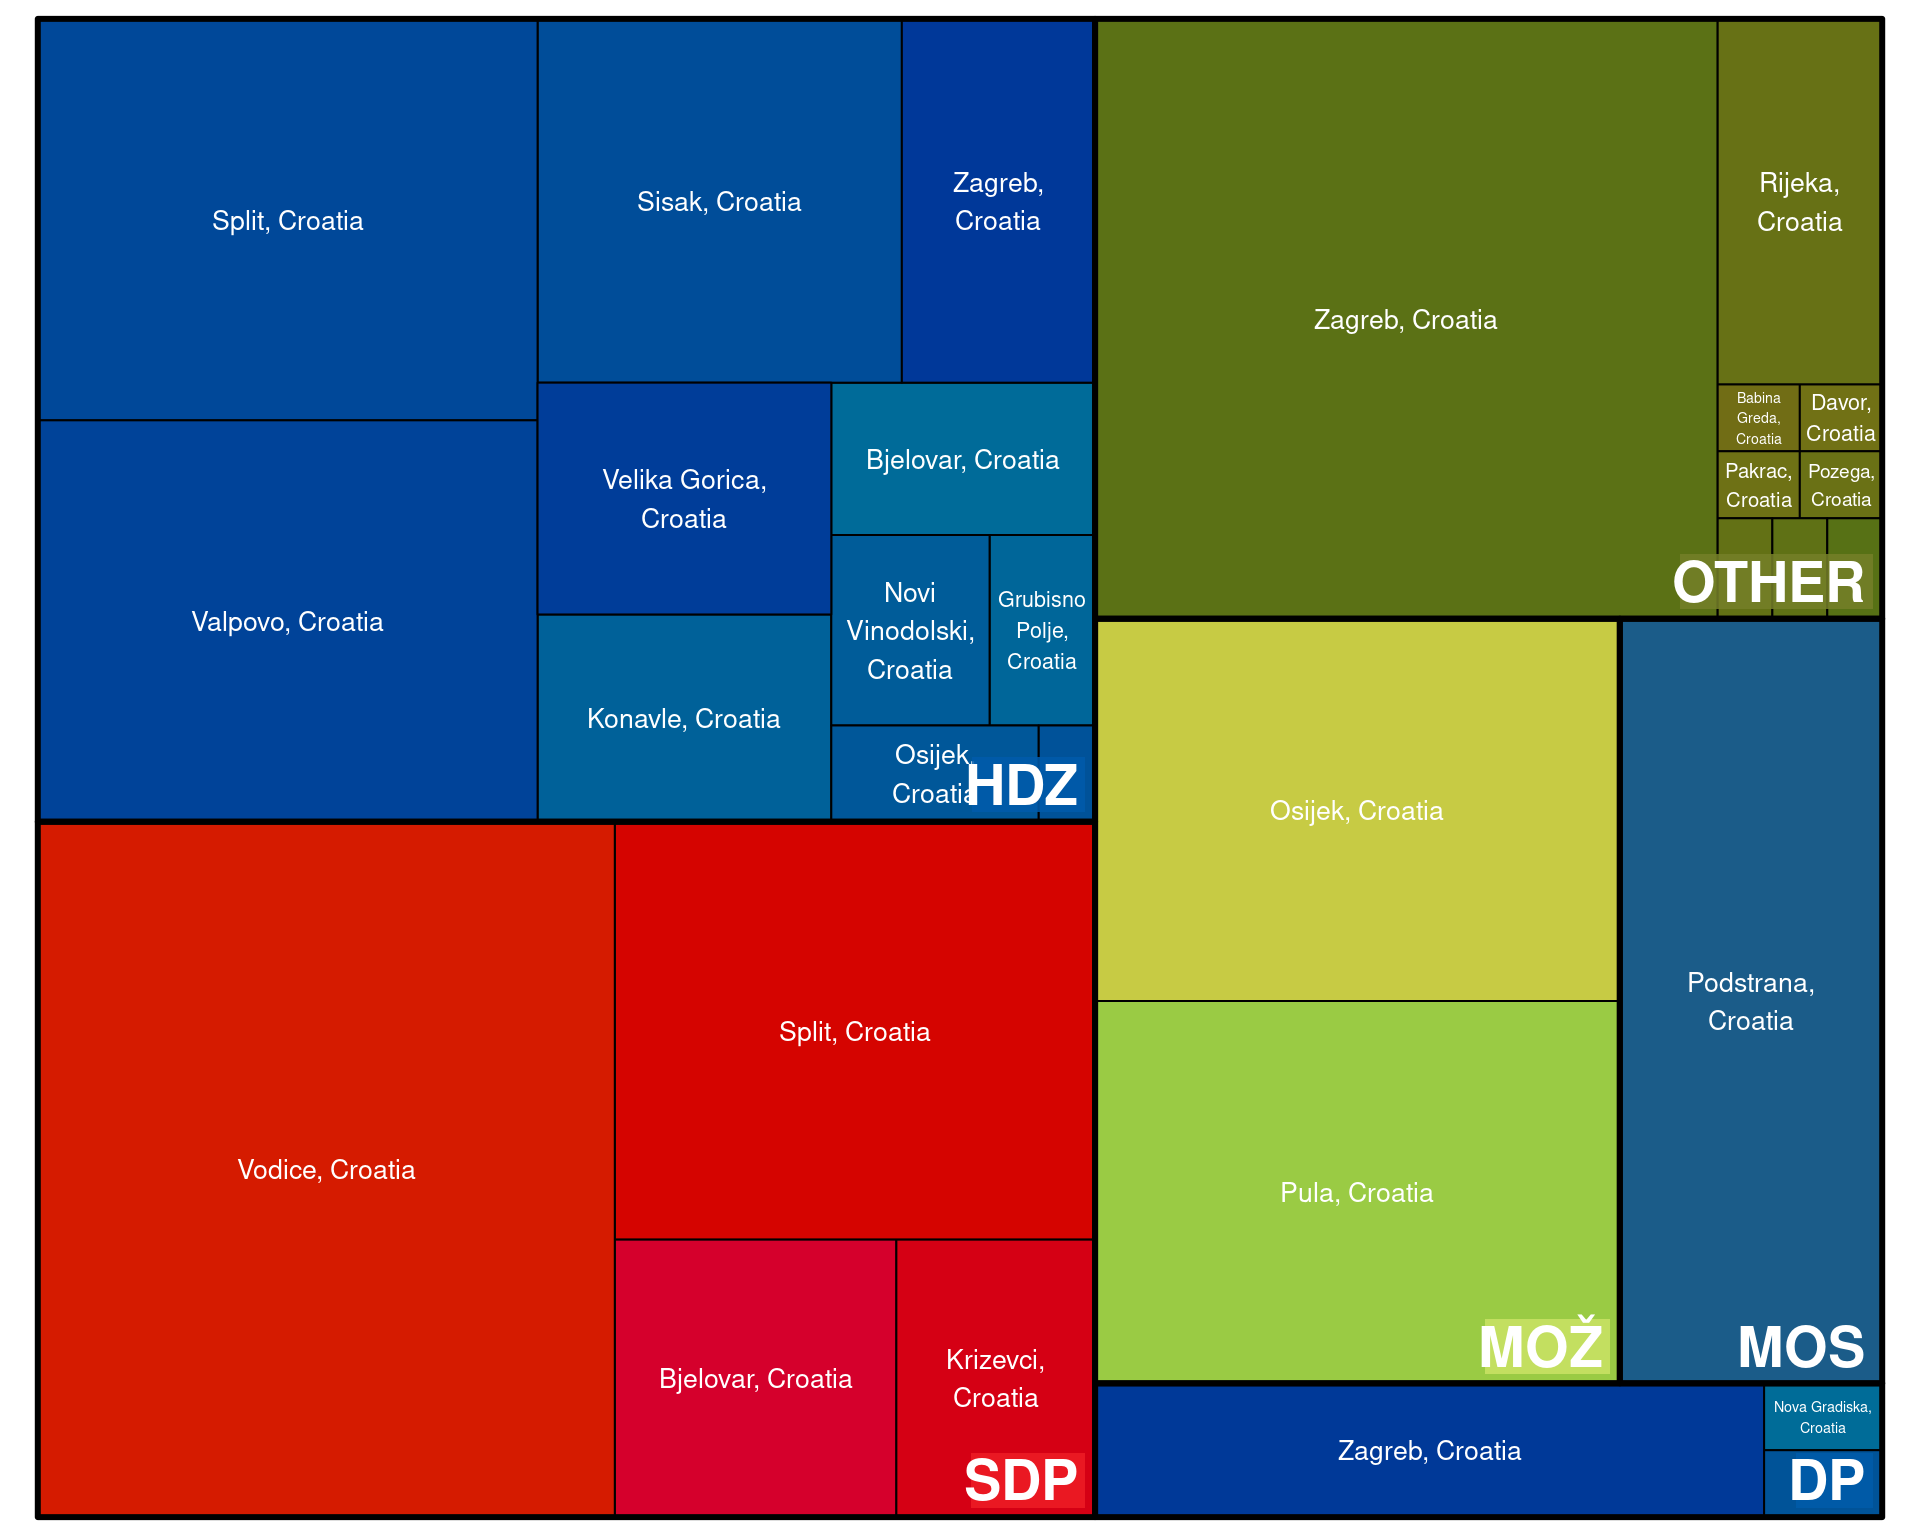 Split, Croatia
Sisak, Croatia
Zagreb,
Croatia
Valpovo, Croatia
Velika Gorica,
Croatia
Bjelovar, Croatia
Novi
Vinodolski,
Croatia
Grubisno
Polje,
Croatia
Konavle, Croatia
Osijek,
Croatia
HDZ
Vodice, Croatia
Split, Croatia
Bjelovar, Croatia
Krizevci,
Croatia
SDP
Zagreb, Croatia
Rijeka,
Croatia
Babina
Greda,
Croatia
Davor,
Croatia
Pakrac,
Croatia
Pozega,
Croatia
OTHER
Osijek, Croatia
Pula, Croatia
MOŽ
Podstrana,
Croatia
MOS
Zagreb, Croatia
Nova Gradiska,
Croatia
DP